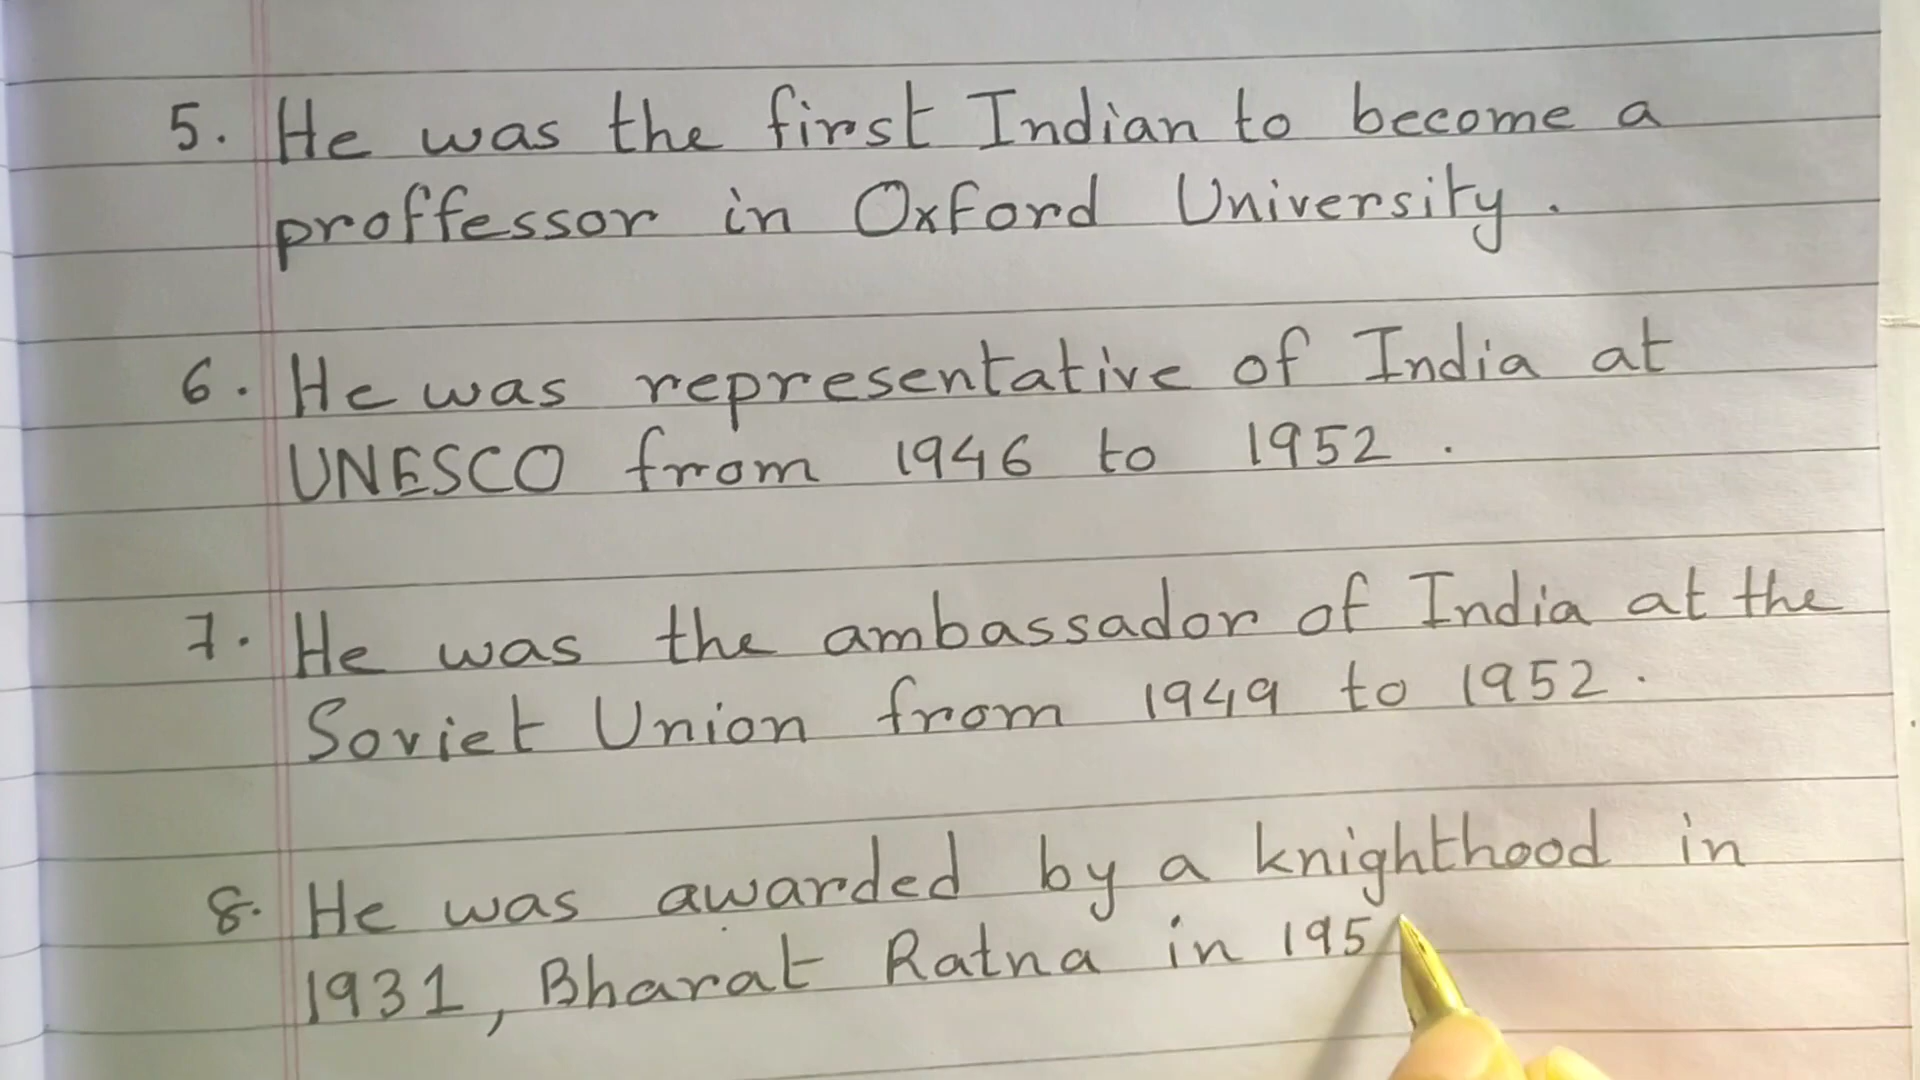 5. He was the first Indian to become a
proffessor in Oxford University.
6. He was representative of India at
UNESCO from 1946 to 1952.
7. He was the ambassador of India at the
Soviet Union from 1949 to 1952.
8. He was awarded by a knighthood in
1931, Bharat Ratna in 195